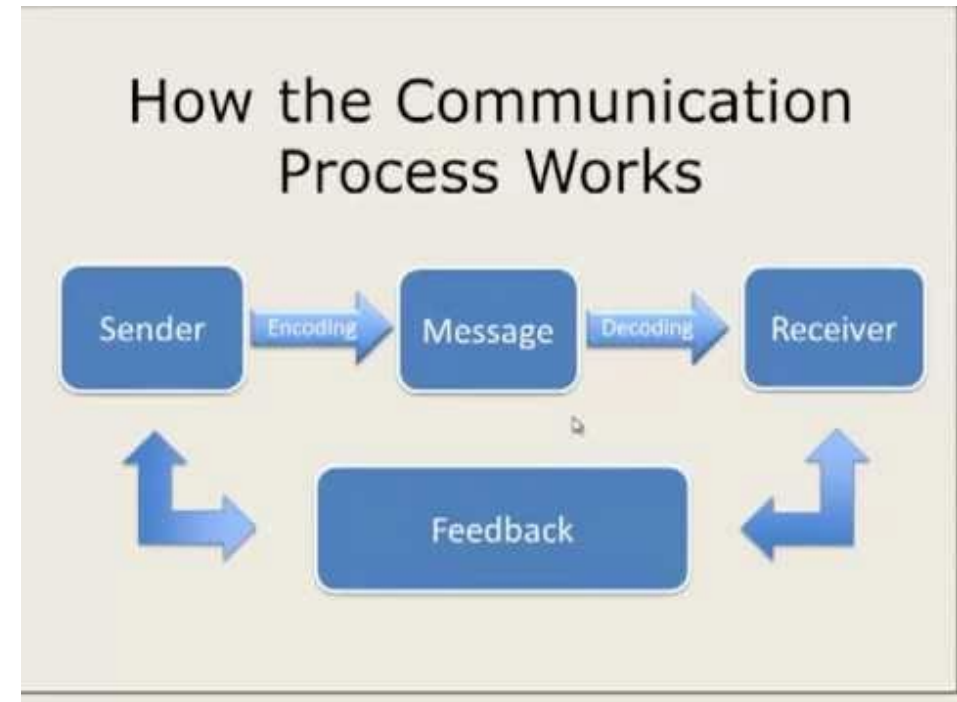 How the Communication
Process Works
Sender
Encoding
Message
Decoding
Receiver
Feedback